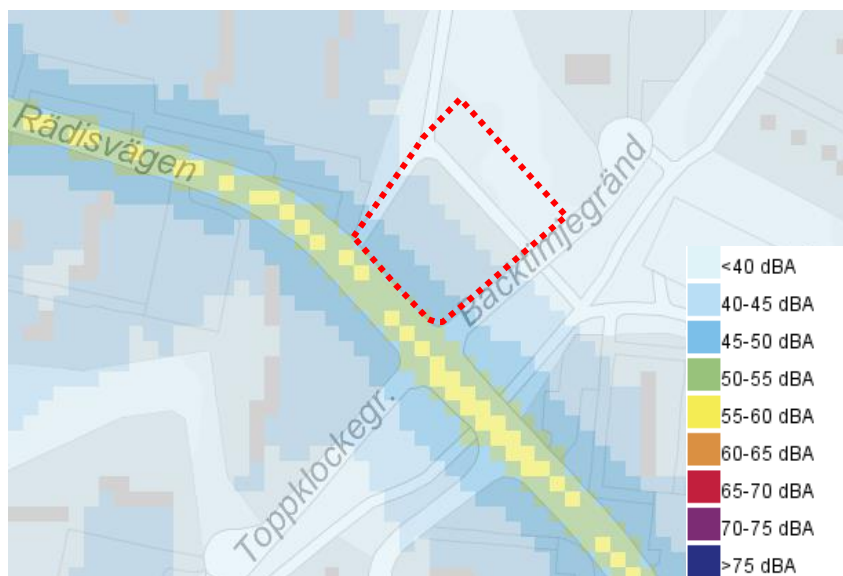 Rädisvägen
Backtimjegränd
Toppklockegr.
<40 dBA
40-45 dBA
45-50 dBA
50-55 dBA
55-60 dBA
60-65 dBA
65-70 dBA
70-75 dBA
>75 dBA